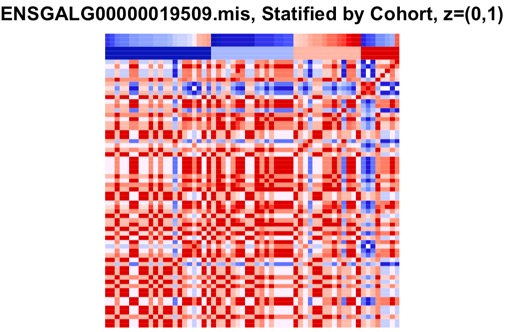 ENSGALG00000019509.mis, Statified by Cohort, z=(0,1)